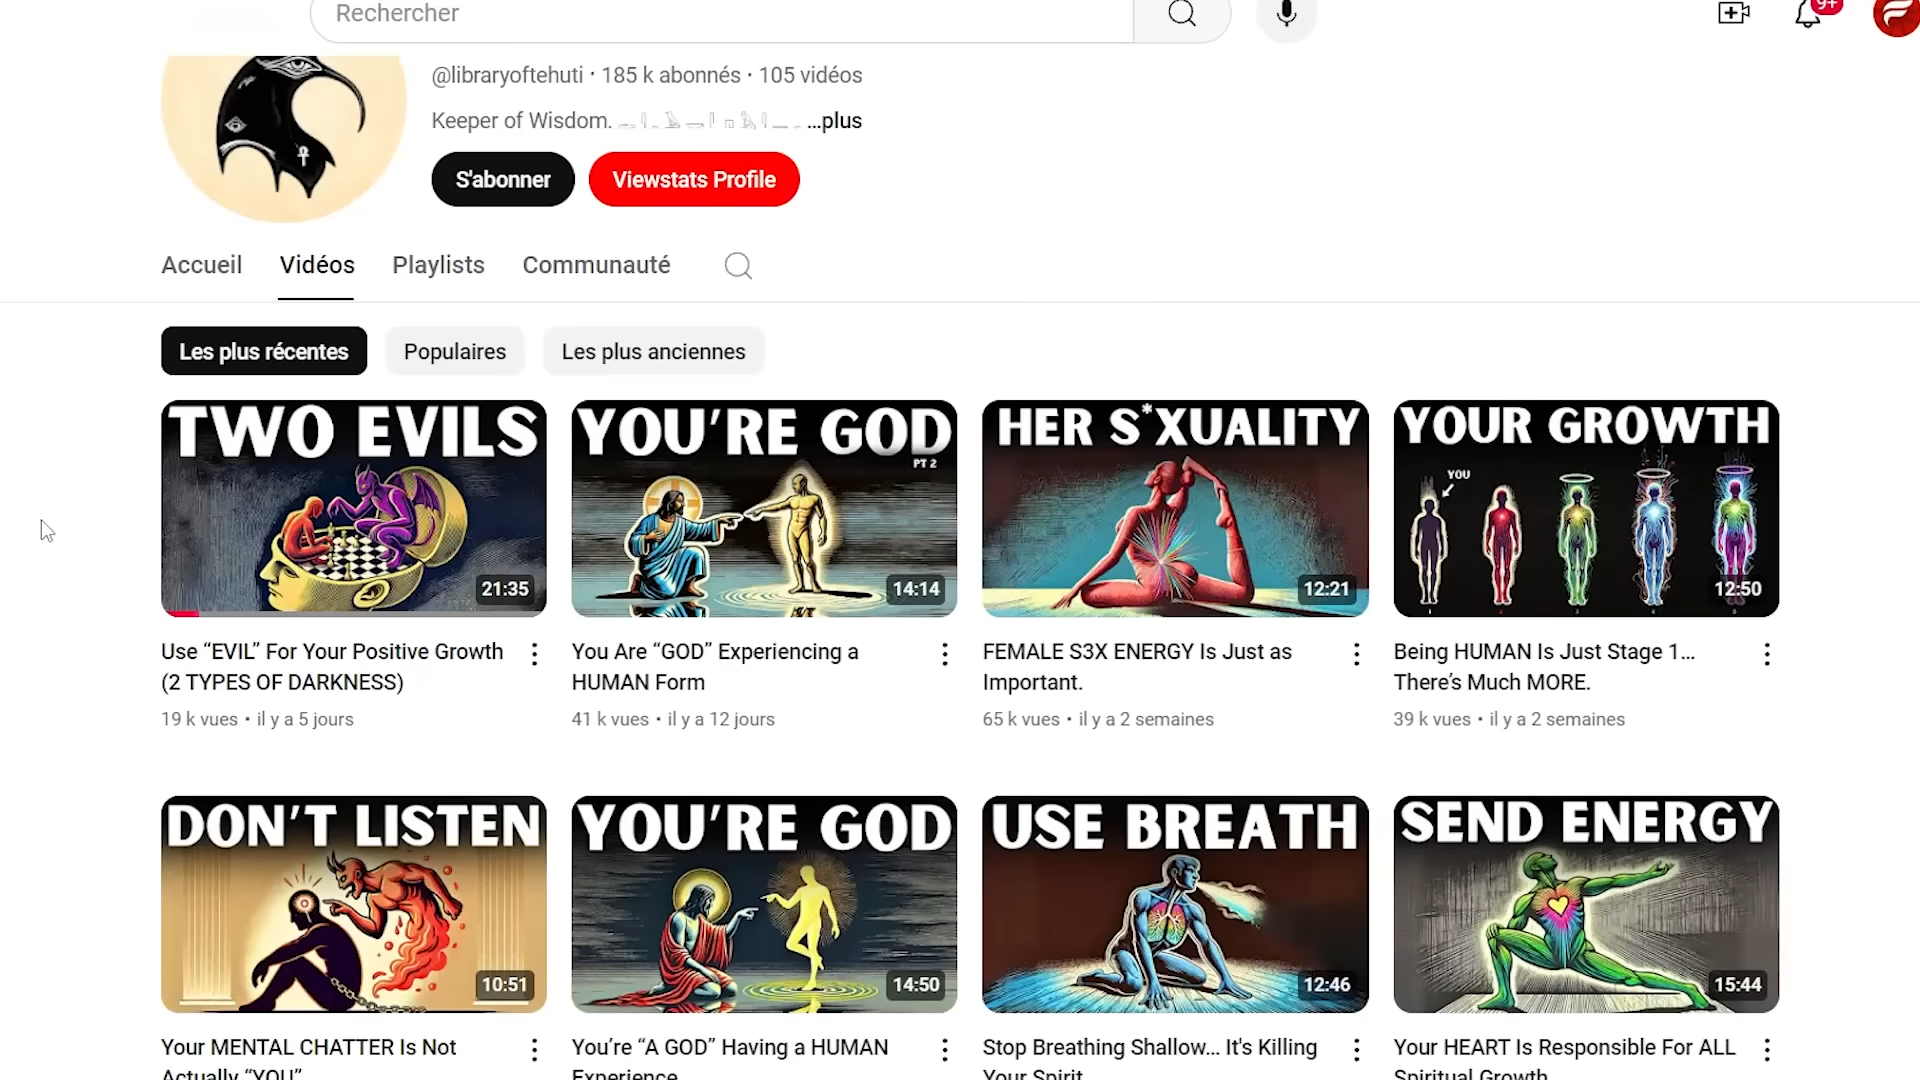 Rechercher
9+
@libraryoftehuti · 185 k abonnés · 105 vidéos
Keeper of Wisdom. ...plus
S'abonner
Viewstats Profile
Accueil
Vidéos
Playlists
Communauté
Les plus récentes
Populaires
Les plus anciennes
TWO EVILS
21:35
YOU'RE GOD
PT 2
14:14
HER S*XUALITY
12:21
YOUR GROWTH
YOU
12:50
Use “EVIL” For Your Positive Growth
(2 TYPES OF DARKNESS)
19 k vues • il y a 5 jours
You Are “GOD” Experiencing a
HUMAN Form
41 k vues • il y a 12 jours
FEMALE S3X ENERGY Is Just as
Important.
65 k vues • il y a 2 semaines
Being HUMAN Is Just Stage 1...
There’s Much MORE.
39 k vues • il y a 2 semaines
DON'T LISTEN
10:51
YOU'RE GOD
14:50
USE BREATH
12:46
SEND ENERGY
15:44
Your MENTAL CHATTER Is Not
Actually “YOU”
You’re “A GOD” Having a HUMAN
Experience
Stop Breathing Shallow... It's Killing
Your Spirit
Your HEART Is Responsible For ALL
Spiritual Growth